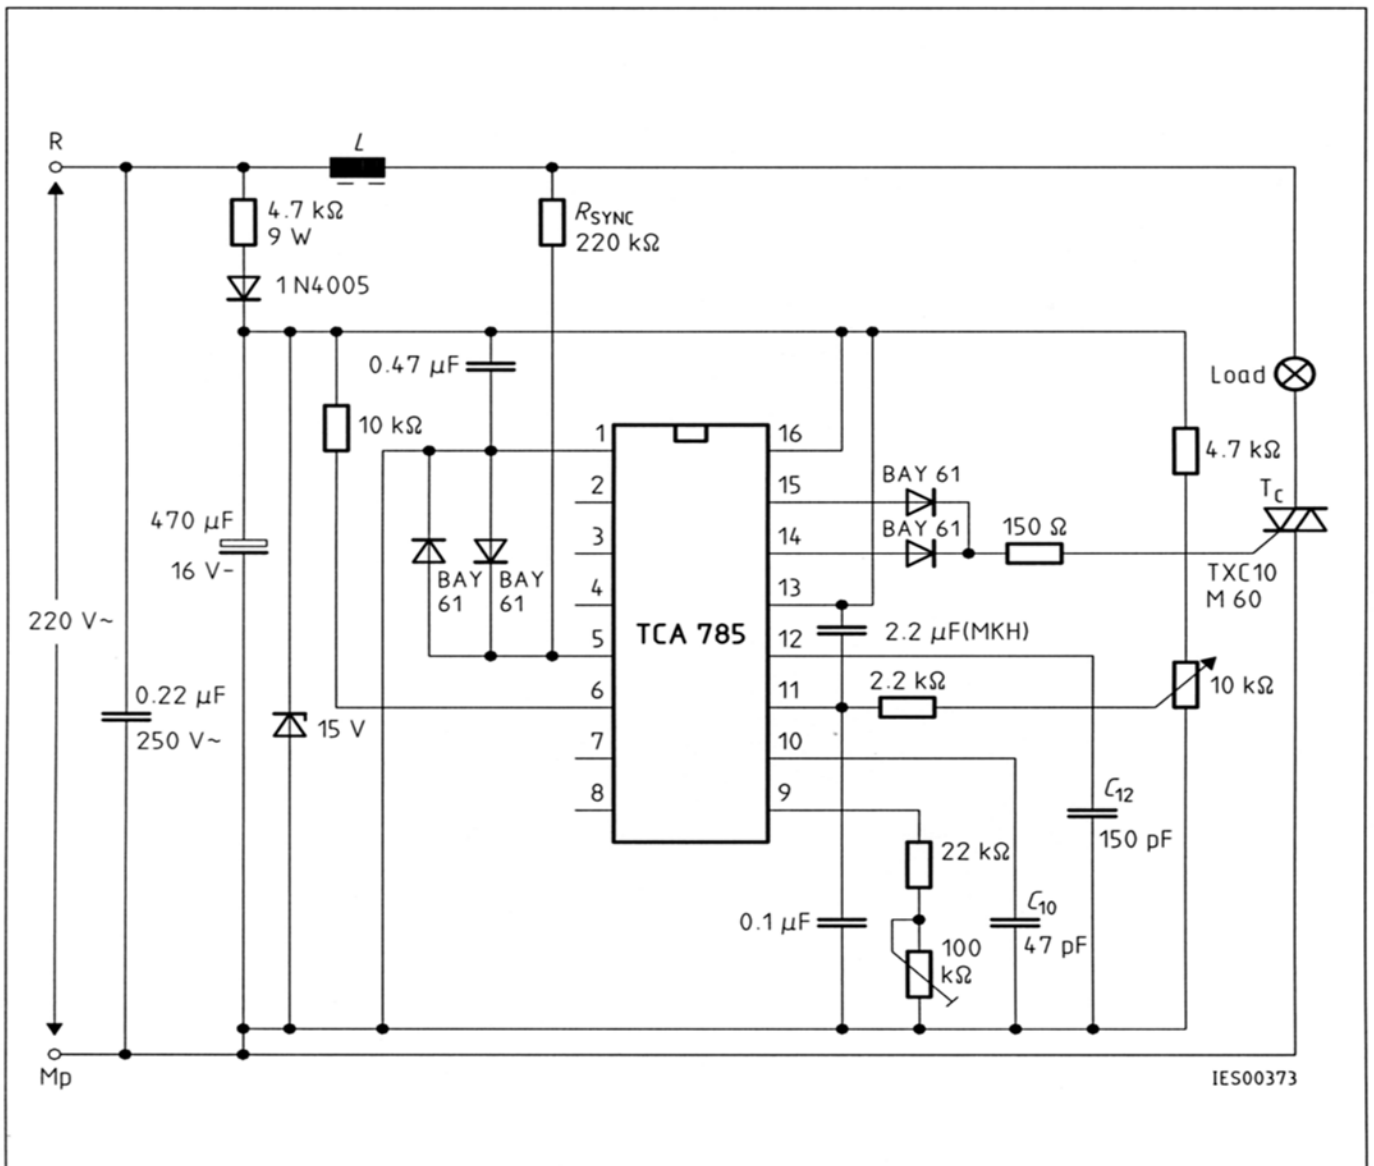 R
L
4.7 kΩ
9 W
R SYNC
220 kΩ
1N4005
0.47 µF
Load
10 kΩ
1
16
BAY 61
4.7 kΩ
2
15
T C
470 µF
16 V-
3
14
BAY 61
150 Ω
BAY
61
BAY
61
4
13
TXC10
M 60
220 V~
5
TCA 785
12
2.2 µF(MKH)
0.22 µF
250 V~
6
11
2.2 kΩ
10 kΩ
15 V
7
10
8
9
C 12
150 pF
22 kΩ
0.1 µF
C 10
47 pF
100
kΩ
Mp
IES00373